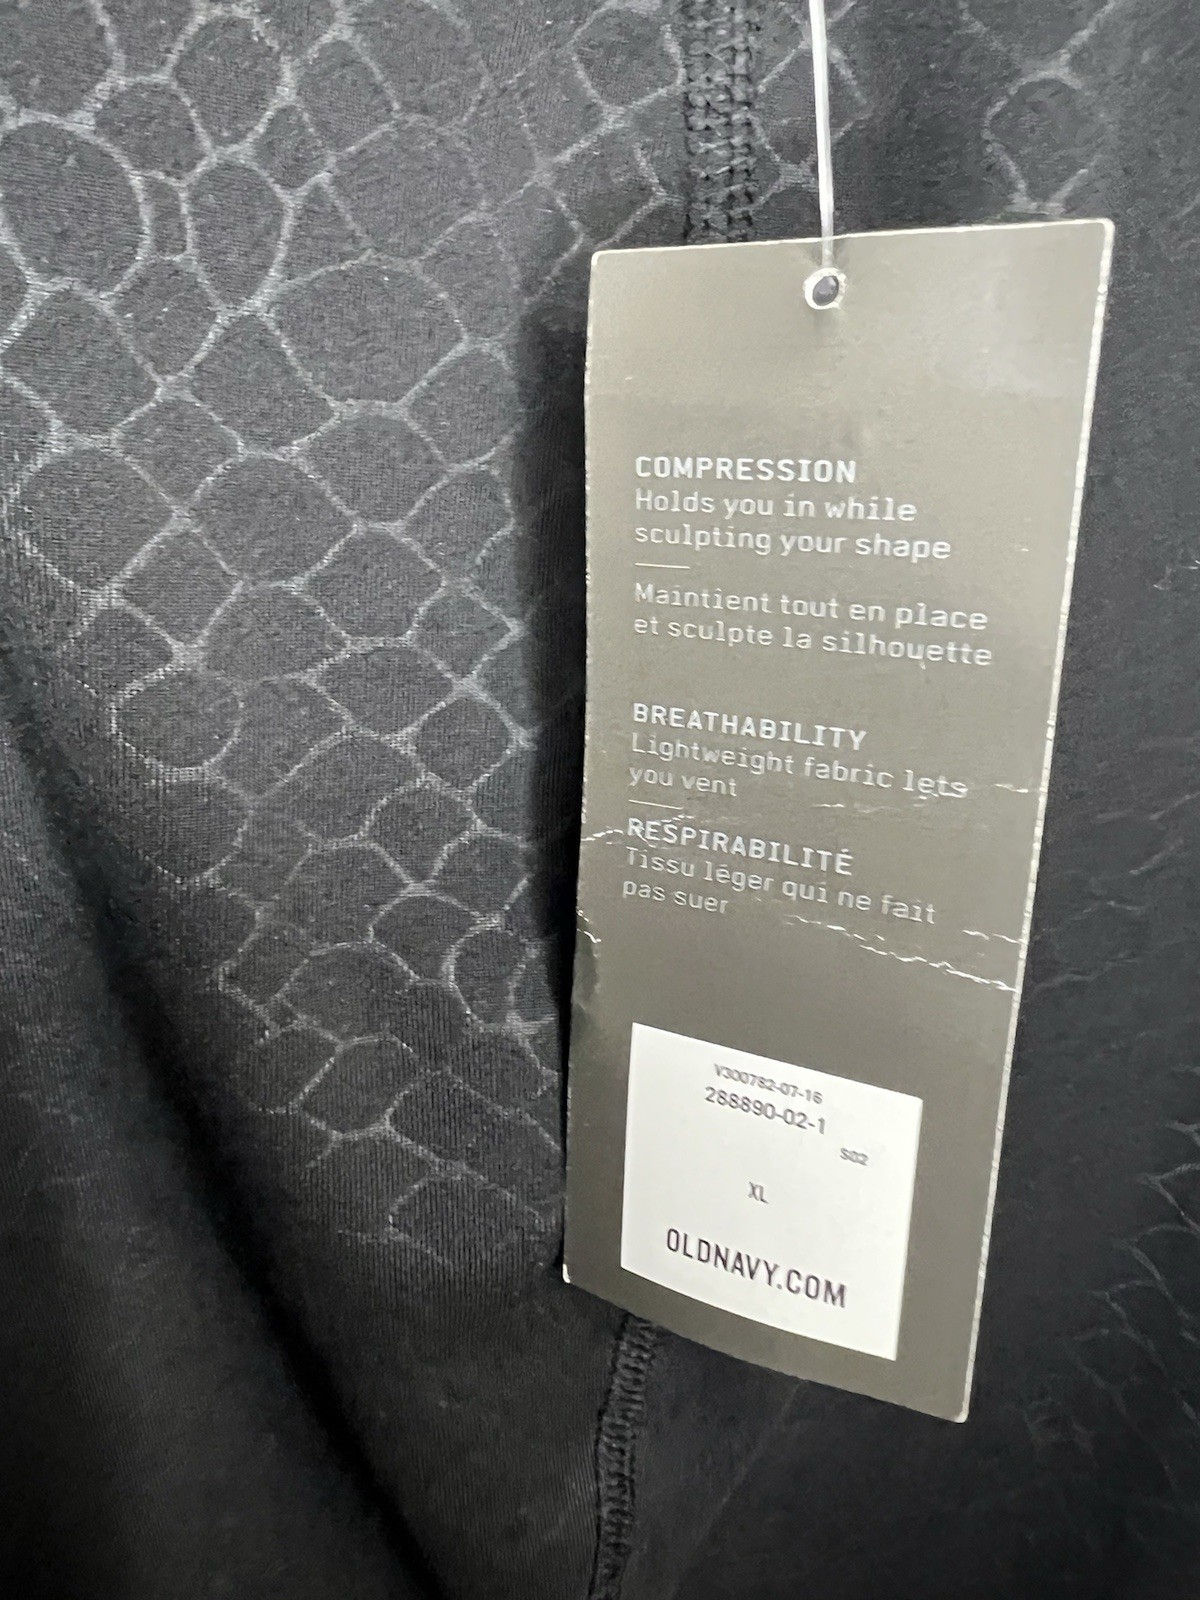 COMPRESSION
Holds you in while
sculpting your shape
Maintient tout en place
et sculpte la silhouette
BREATHABILITY
Lightweight fabric lets
you vent
RESPIRABILITÉ
Tissu léger qui ne fait
pas suer
V300782-07-16
288890-02-1
S02
XL
OLDNAVY.COM